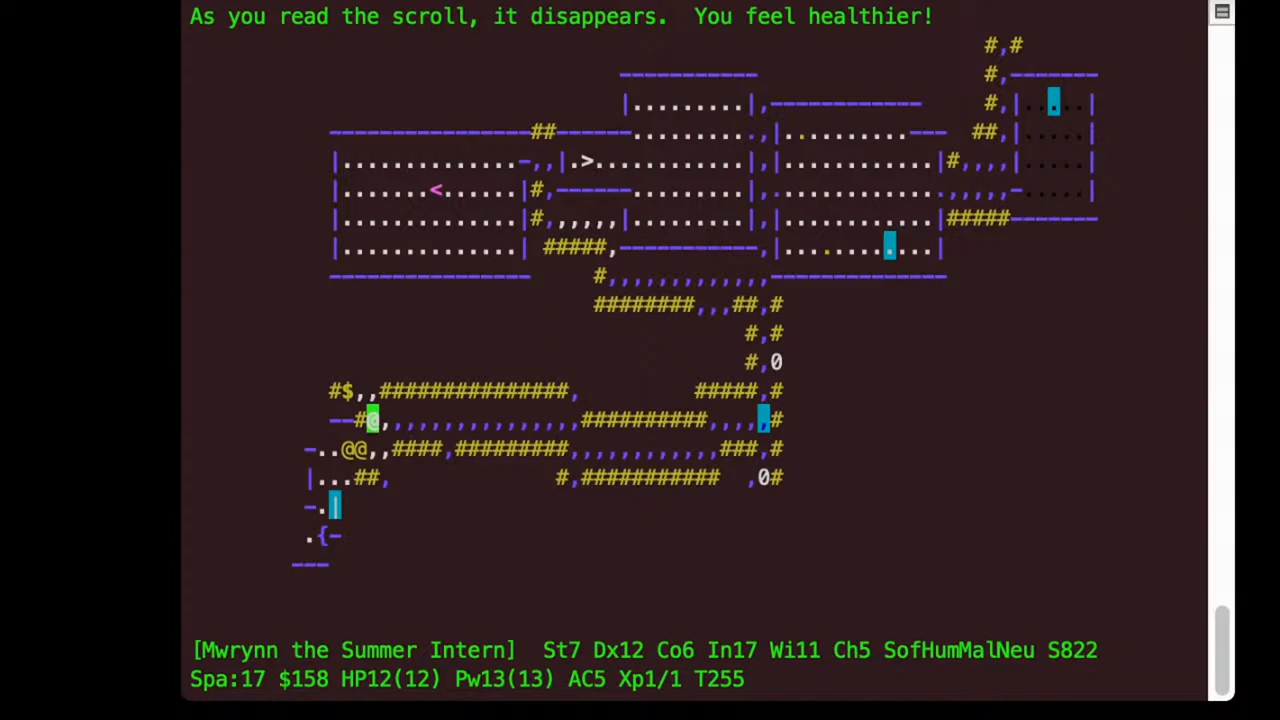 As you read the scroll, it disappears.  You feel healthier!
[Mwrynn the Summer Intern]   St7 Dx12 Co6 In17 Wi11 Ch5 SofHumMalNeu S822
Spa:17 $158 HP12(12) Pw13(13) AC5 Xp1/1 T255